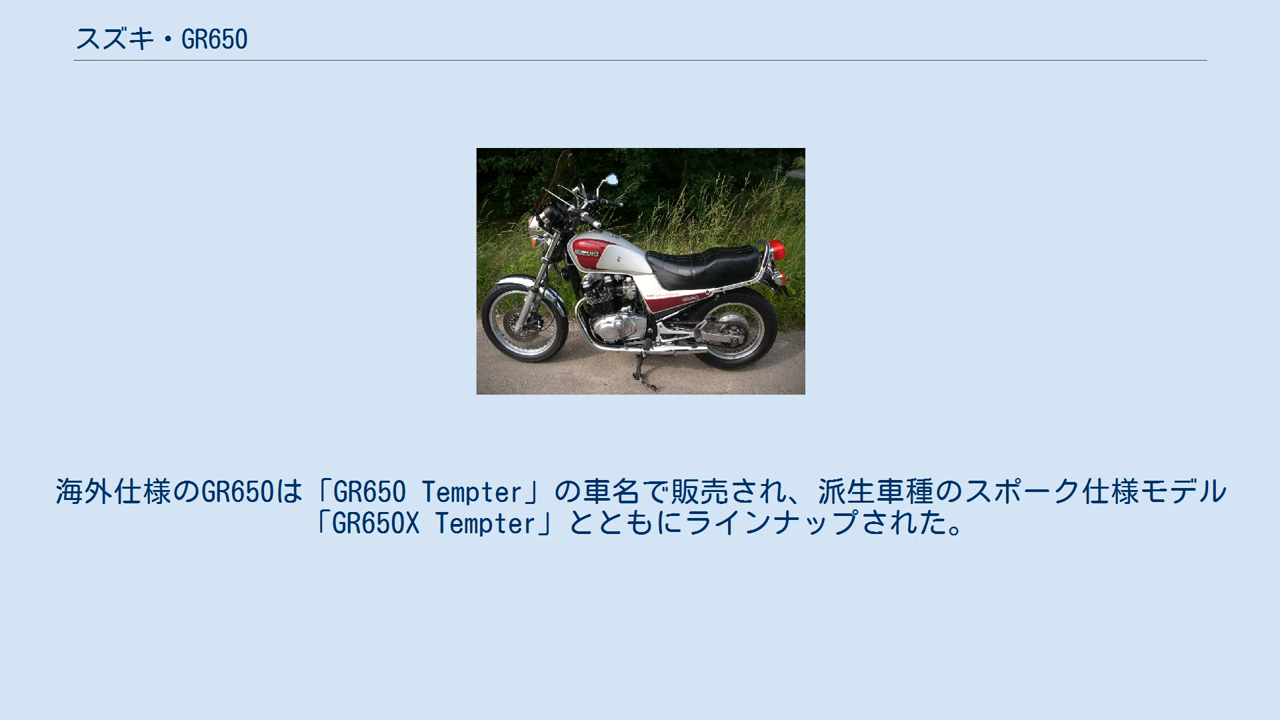 スズキ・GR650
海外仕様のGR650は「GR650 Tempter」の車名で販売され、派生車種のスポーク仕様モデル
「GR650X Tempter」とともにラインナップされた。